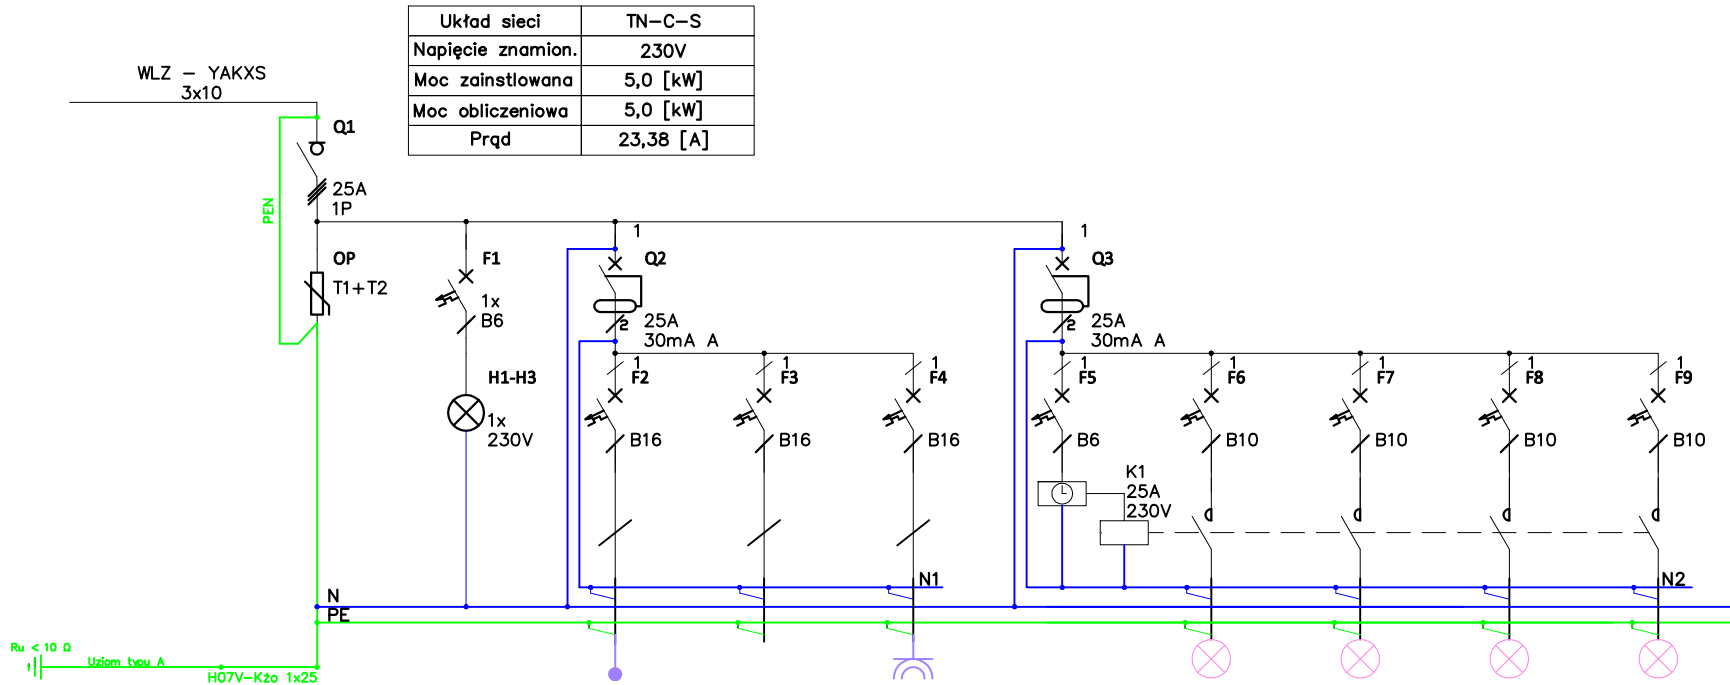 Układ sieci TN-C-S
Napięcie znamion. 230V
Moc zainstlowana 5,0 [kW]
Moc obliczeniowa 5,0 [kW]
Prąd 23,38 [A]
WLZ - YAKXS
3x10
Q1
25A
1P
PEN
OP
T1+T2
F1
1x
B6
H1-H3
1x
230V
1
Q2
2
25A
30mA A
1
Q3
2
25A
30mA A
1
F2
B16
1
F3
B16
1
F4
B16
1
F5
B6
1
F6
B10
1
F7
B10
1
F8
B10
1
F9
B10
K1
25A
230V
N1
N2
N
PE
Ru < 10 Ω
Uziom typu A
H07V-Kżo 1x25